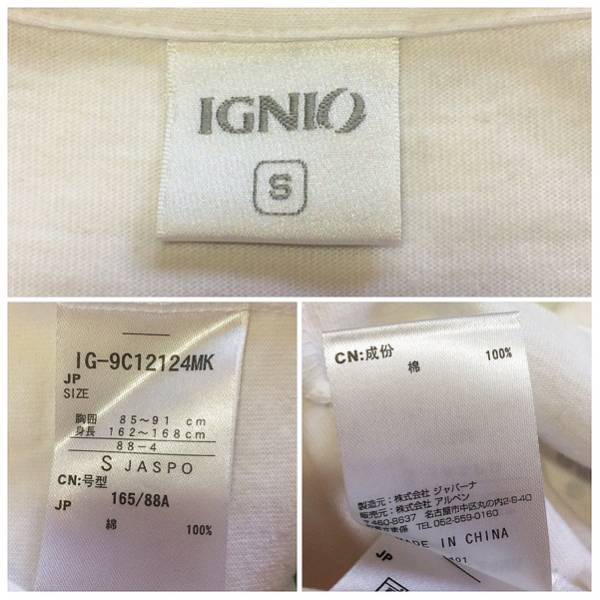 IGNIO
S
IG-9C12124MK
JP
SIZE
胸囲 85～91 cm
身長 162～168cm
88-4
S JASPO
CN:号型
165/88A
JP
綿 100%
CN:成份
棉 100%
製造元：株式会社 ジャパーナ
販売元：株式会社 アルペン
〒460-8637 名古屋市中区丸の内2-9-40
TEL 052-559-0160
MADE IN CHINA
JP